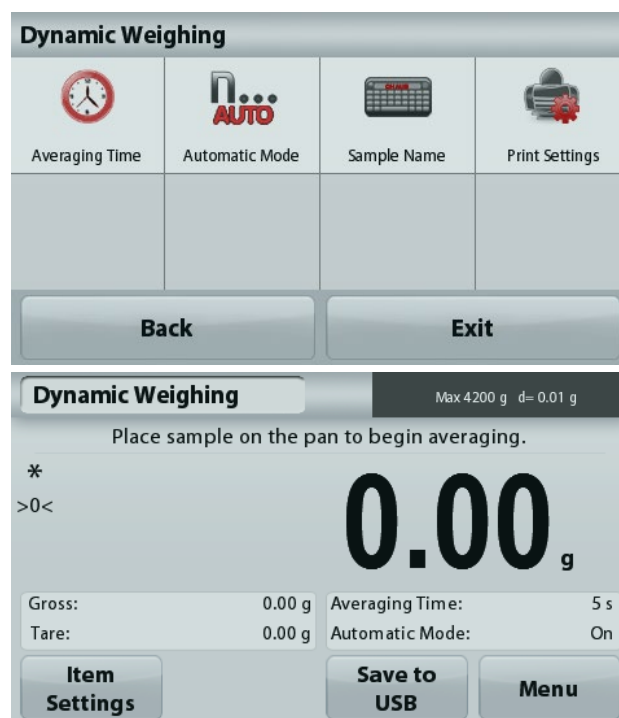 Dynamic Weighing
n...
AUTO
Averaging Time
Automatic Mode
Sample Name
Print Settings
Back
Exit
Dynamic Weighing
Max 4200 g d= 0.01 g
Place sample on the pan to begin averaging.
*
>0<
0.00 g
Gross: 0.00 g
Tare: 0.00 g
Averaging Time: 5 s
Automatic Mode: On
Item
Settings
Save to
USB
Menu